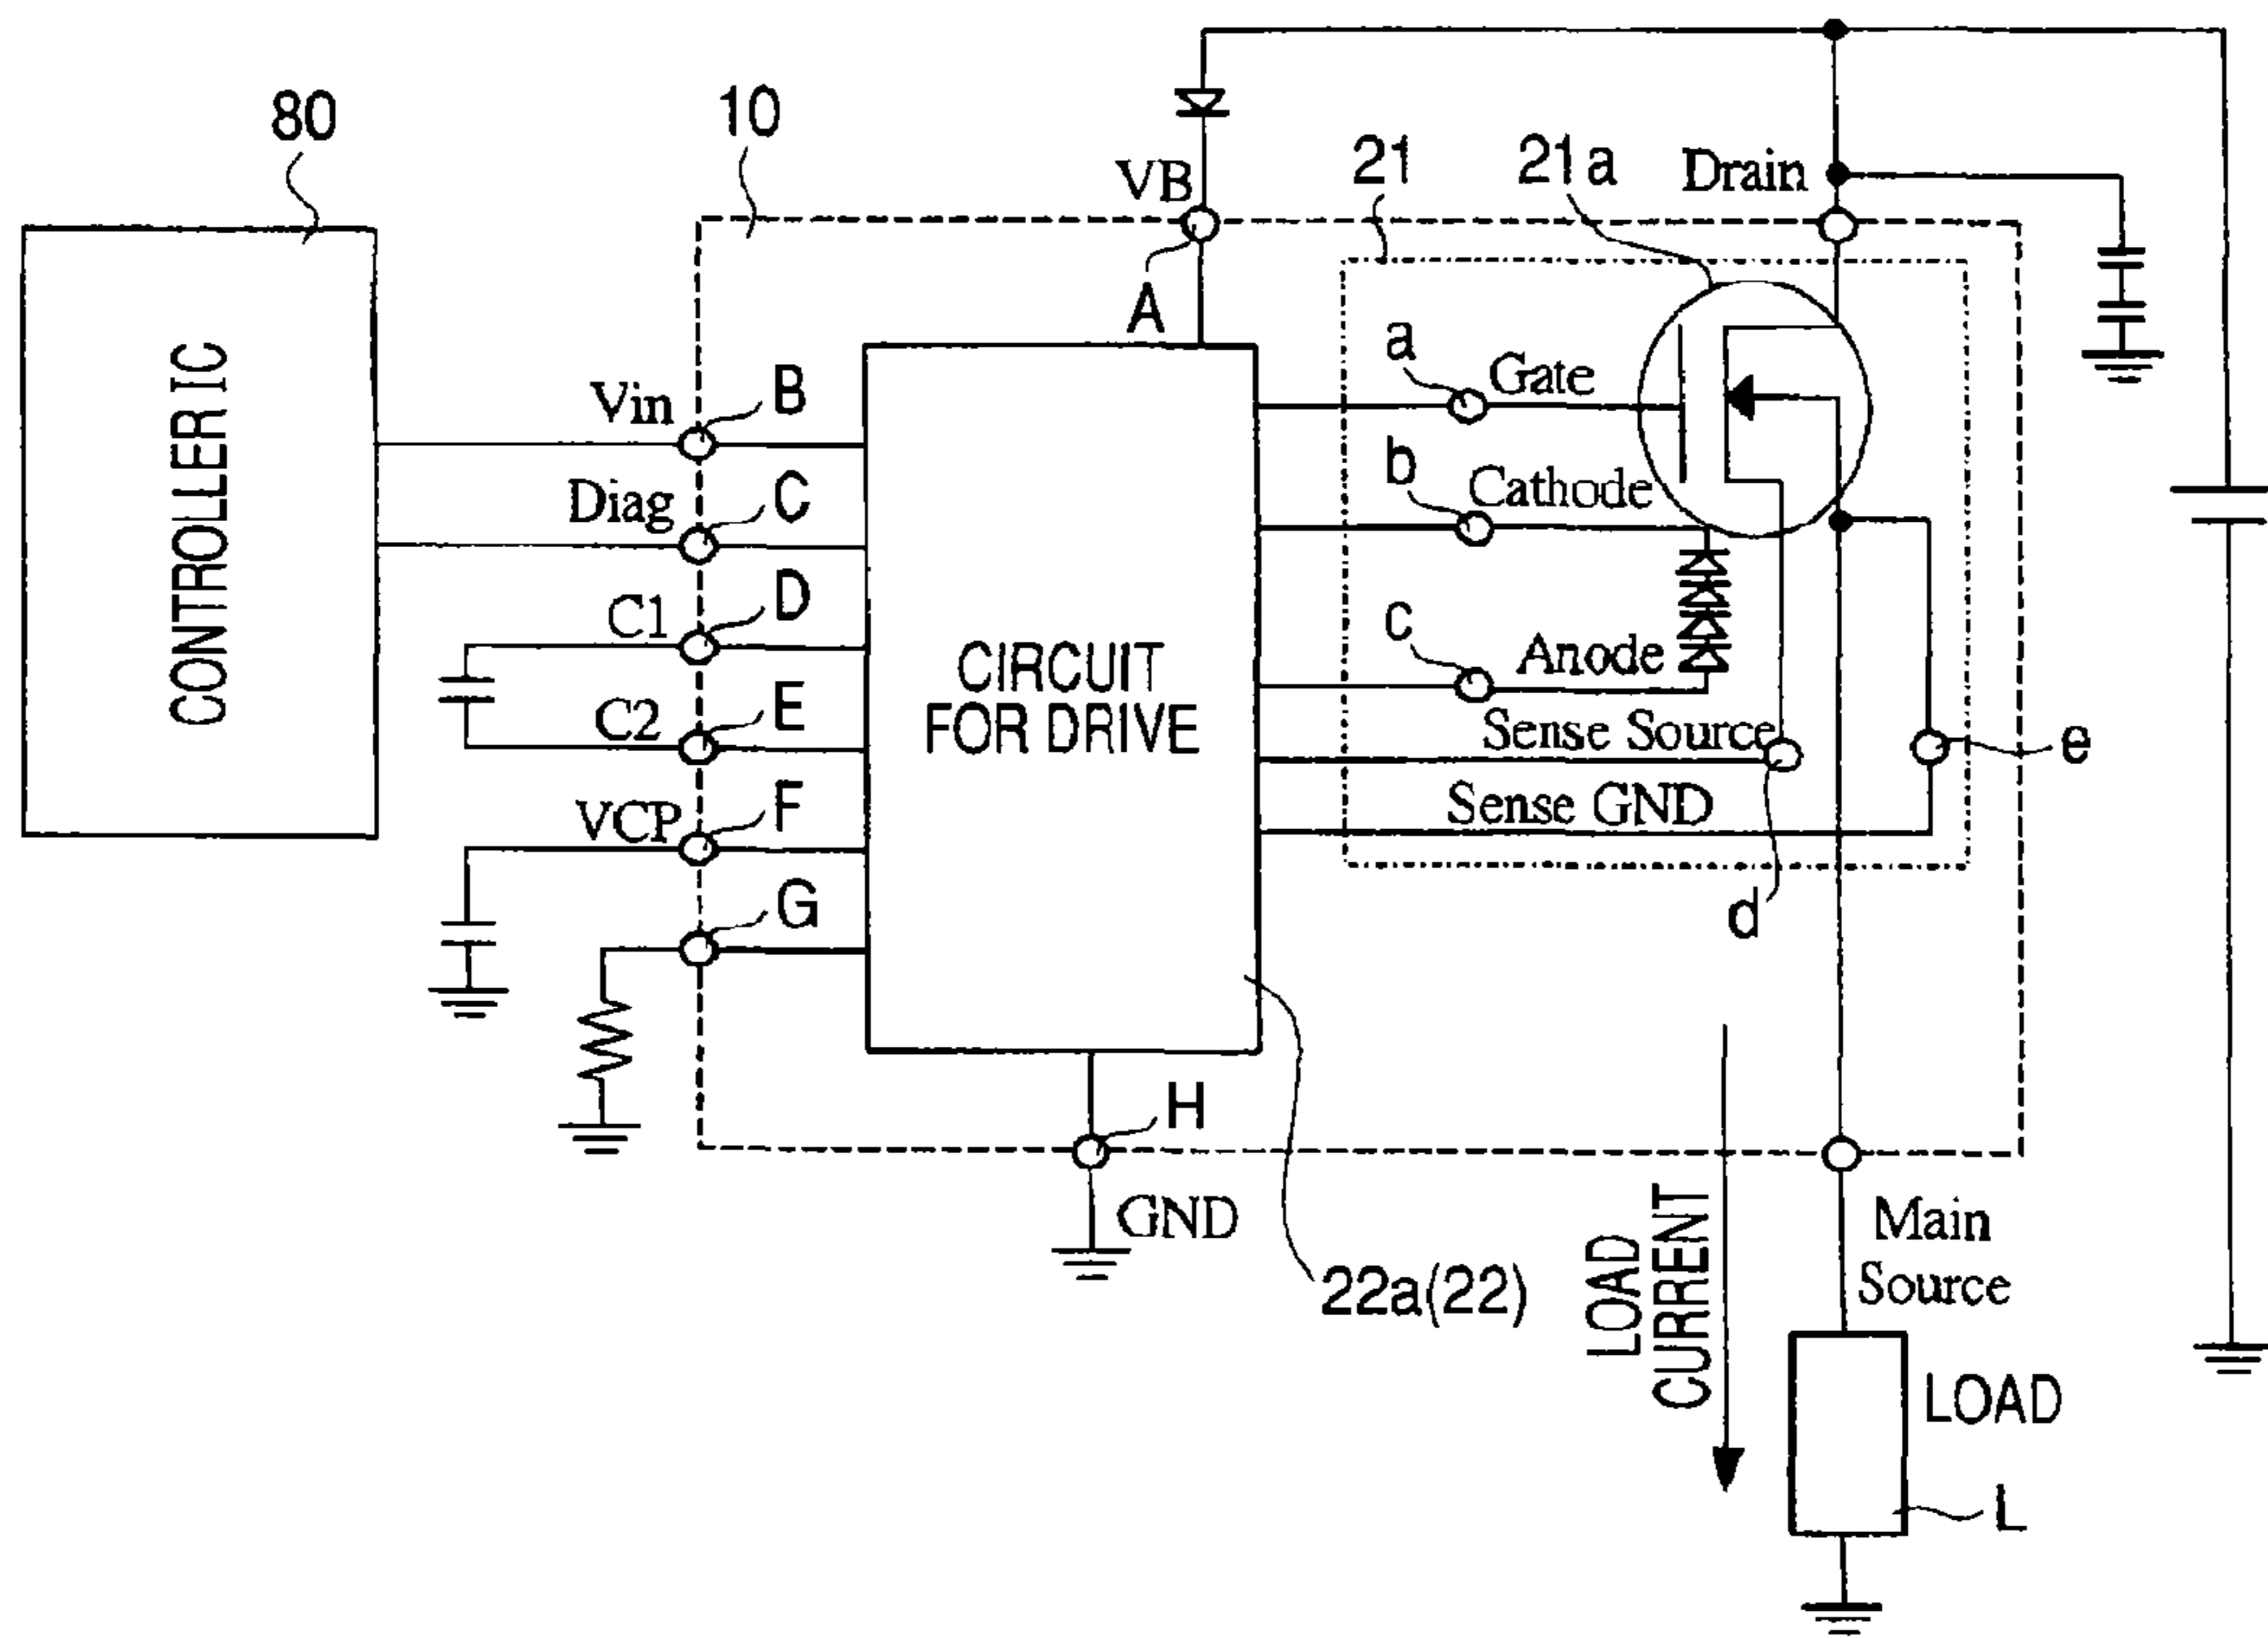 80
10
21
21a
Drain
VB
A
CONTROLLER IC
Vin
B
Diag
C
C1
D
C2
E
VCP
F
G
CIRCUIT
FOR DRIVE
a
Gate
b
Cathode
c
Anode
Sense Source
Sense GND
e
d
H
GND
22a(22)
LOAD
CURRENT
Main
Source
LOAD
L